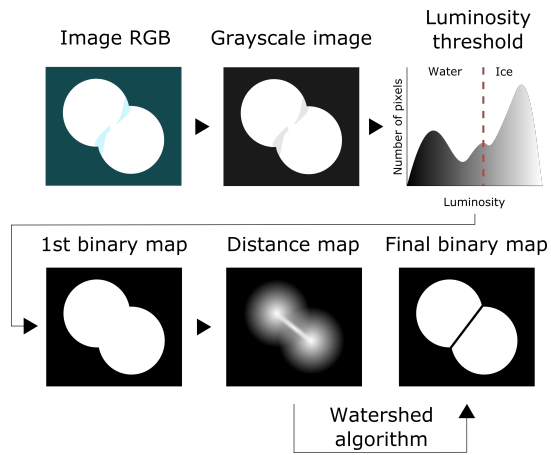 Image RGB
Grayscale image
Luminosity
threshold
Water
Ice
Number of pixels
Luminosity
1st binary map
Distance map
Final binary map
Watershed
algorithm